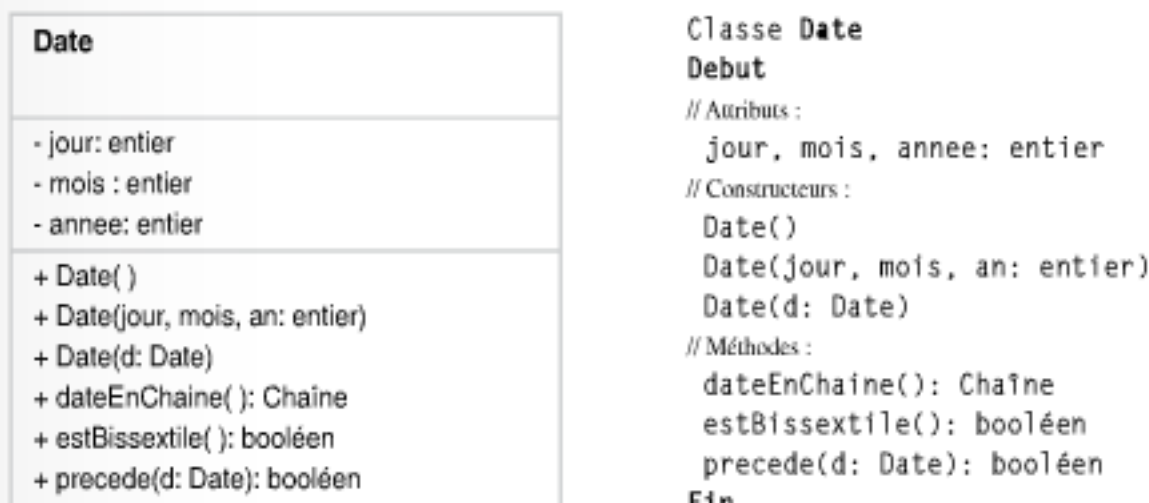 Date
- jour: entier
- mois : entier
- annee: entier
+ Date( )
+ Date(jour, mois, an: entier)
+ Date(d: Date)
+ dateEnChaine( ): Chaîne
+ estBissextile( ): booléen
+ precede(d: Date): booléen
Classe Date
Debut
// Attributs :
jour, mois, annee: entier
// Constructeurs :
Date()
Date(jour, mois, an: entier)
Date(d: Date)
// Méthodes :
dateEnChaine(): Chaîne
estBissextile(): booléen
precede(d: Date): booléen
Fin